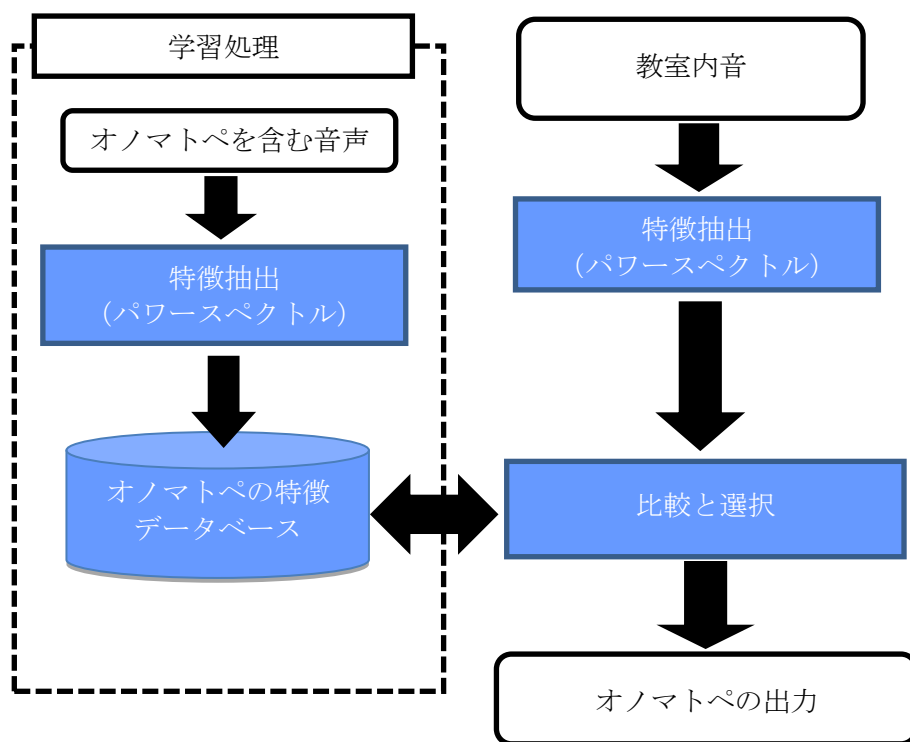 学習処理
オノマトペを含む音声
特徴抽出
（パワースペクトル）
オノマトペの特徴
データベース
教室内音
特徴抽出
（パワースペクトル）
比較と選択
オノマトペの出力